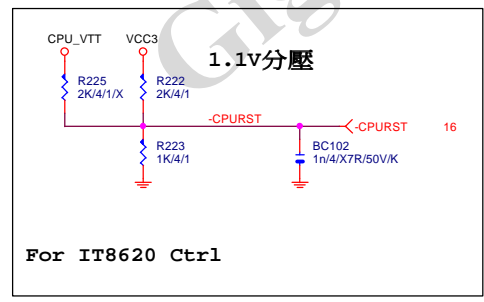 CPU_VTT VCC3
1.1V分壓
R225
2K/4/1/X
R222
2K/4/1
-CPURST
-CPURST 16
R223
1K/4/1
BC102
1n/4/X7R/50V/K
For IT8620 Ctrl